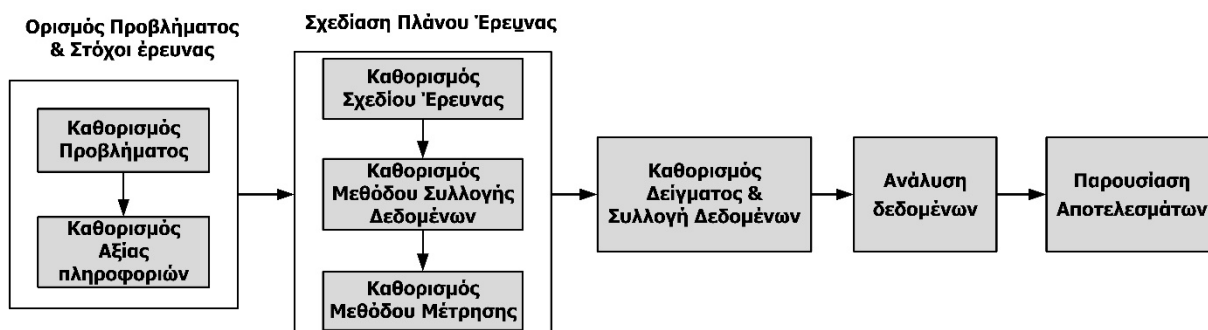 Ορισμός Προβλήματος
& Στόχοι έρευνας
Καθορισμός
Προβλήματος
Καθορισμός
Αξίας
πληροφοριών
Σχεδίαση Πλάνου Έρευνας
Καθορισμός
Σχεδίου Έρευνας
Καθορισμός
Μεθόδου Συλλογής
Δεδομένων
Καθορισμός
Μεθόδου Μέτρησης
Καθορισμός
Δείγματος &
Συλλογή Δεδομένων
Ανάλυση
δεδομένων
Παρουσίαση
Αποτελεσμάτων